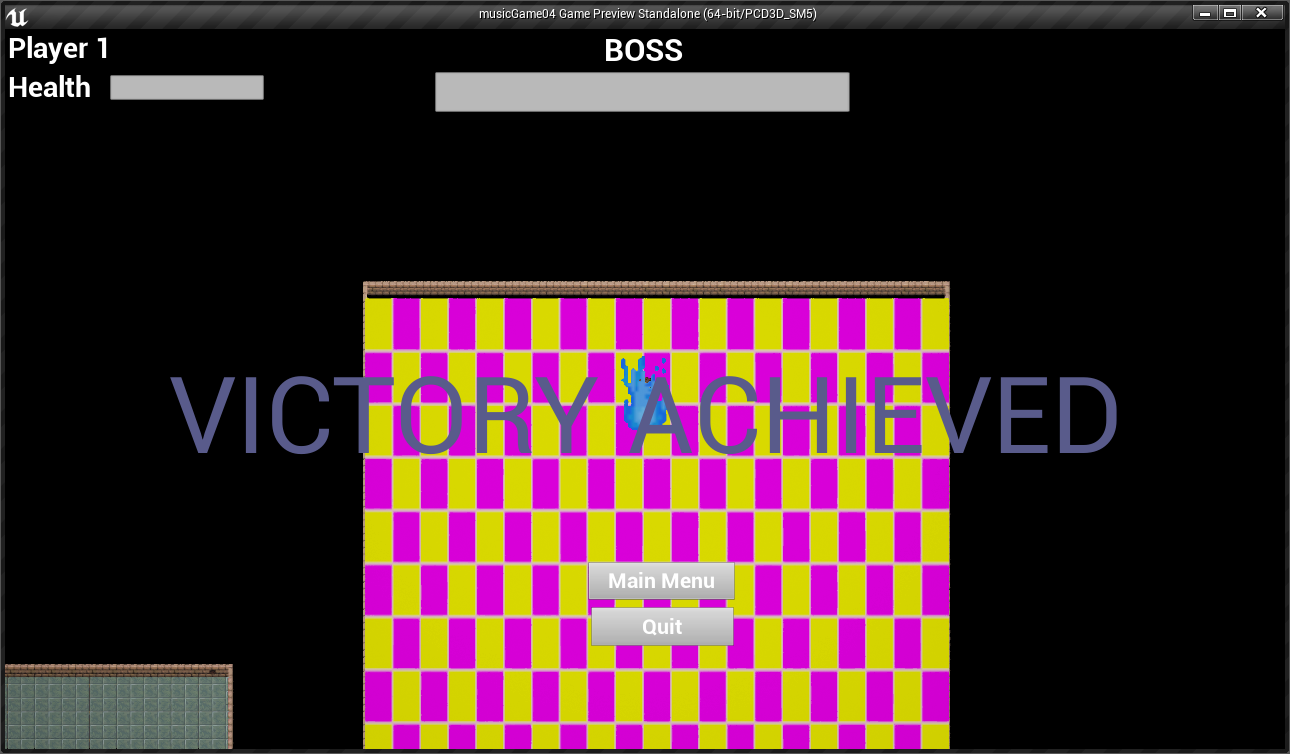 musicGame04 Game Preview Standalone (64-bit/PCD3D_SM5)
Player 1
BOSS
Health
VICTORY ACHIEVED
Main Menu
Quit